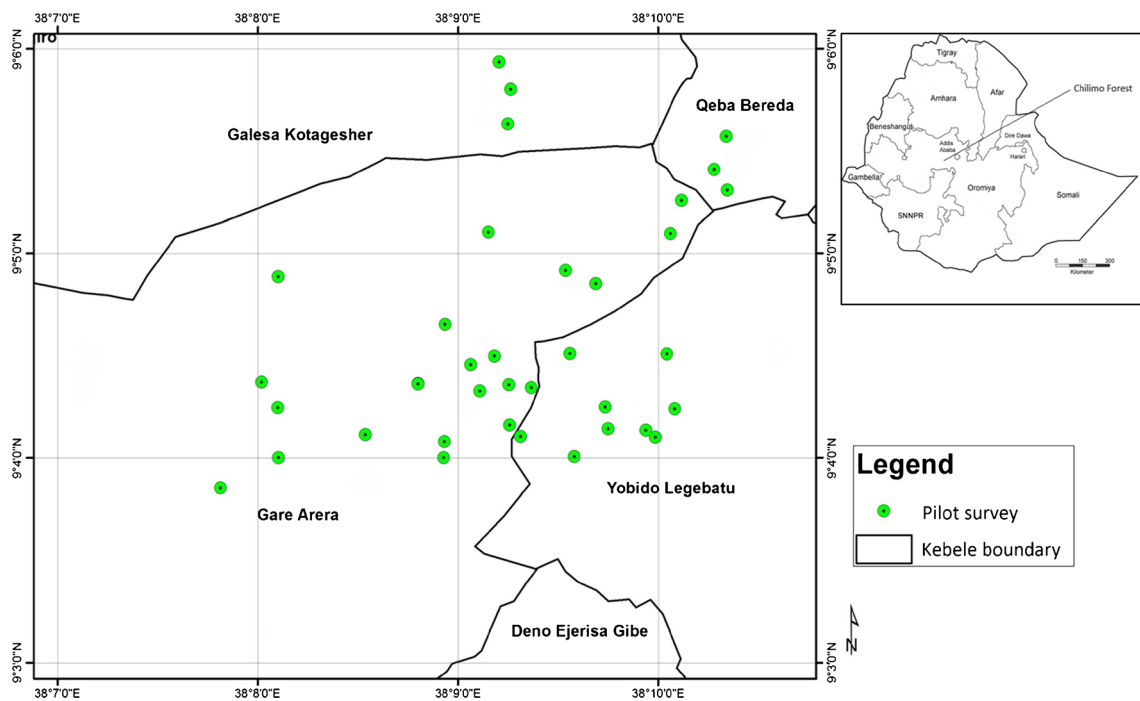 38°7'0"E
38°8'0"E
38°9'0"E
38°10'0"E
iro
9°6'0"N
9°6'0"N
Qeba Bereda
Galesa Kotagesher
9°5'0"N
9°5'0"N
9°4'0"N
9°4'0"N
Yobido Legebatu
Gare Arera
Deno Ejerisa Gibe
9°3'0"N
9°3'0"N
38°7'0"E
38°8'0"E
38°9'0"E
38°10'0"E
Tigray
Chilimo Forest
Afar
Amhara
Beneshangul
Dire Dawa
Addis
Ababa
Harari
Gambella
Oromiya
Somali
SNNPR
0 150 300
Kilometer
Legend
Pilot survey
Kebele boundary
N